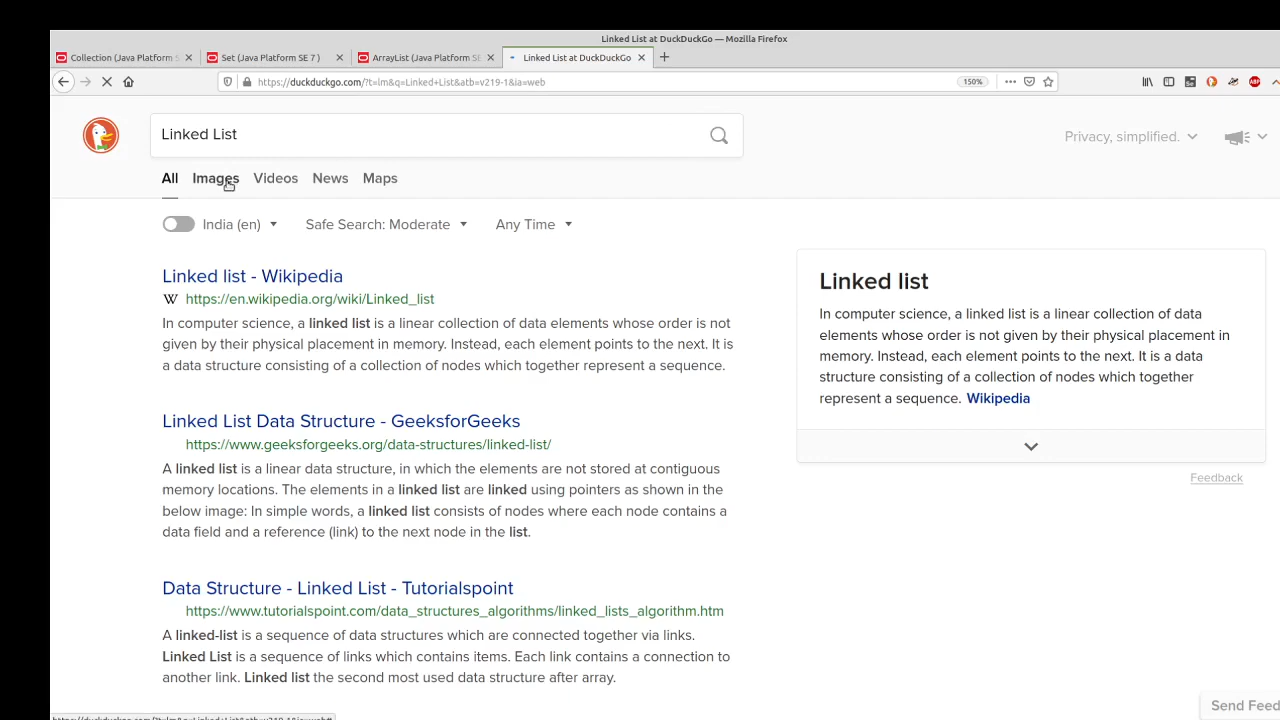 Linked List at DuckDuckGo — Mozilla Firefox
Collection (Java Platform S
Set (Java Platform SE 7 )
ArrayList (Java Platform SE
Linked List at DuckDuckGo
https://duckduckgo.com/?t=lm&q=Linked+List&atb=v219-1&ia=web
150%
ABP
Linked List
Privacy, simplified.
All Images Videos News Maps
India (en) Safe Search: Moderate Any Time
Linked list - Wikipedia
W https://en.wikipedia.org/wiki/Linked_list
In computer science, a linked list is a linear collection of data elements whose order is not
given by their physical placement in memory. Instead, each element points to the next. It is
a data structure consisting of a collection of nodes which together represent a sequence.
Linked List Data Structure - GeeksforGeeks
https://www.geeksforgeeks.org/data-structures/linked-list/
A linked list is a linear data structure, in which the elements are not stored at contiguous
memory locations. The elements in a linked list are linked using pointers as shown in the
below image: In simple words, a linked list consists of nodes where each node contains a
data field and a reference (link) to the next node in the list.
Data Structure - Linked List - Tutorialspoint
https://www.tutorialspoint.com/data_structures_algorithms/linked_lists_algorithm.htm
A linked-list is a sequence of data structures which are connected together via links.
Linked List is a sequence of links which contains items. Each link contains a connection to
another link. Linked list the second most used data structure after array.
Linked list
In computer science, a linked list is a linear collection of data
elements whose order is not given by their physical placement in
memory. Instead, each element points to the next. It is a data
structure consisting of a collection of nodes which together
represent a sequence. Wikipedia
Feedback
Send Feed